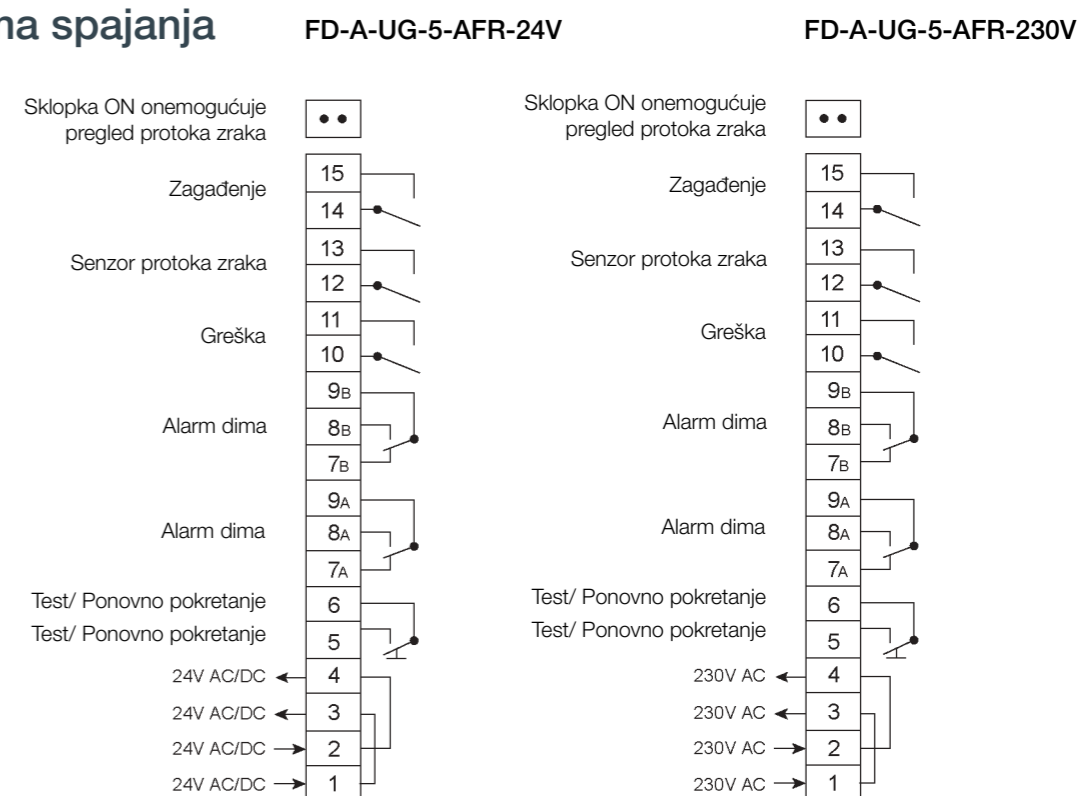 na spajanja
FD-A-UG-5-AFR-24V
FD-A-UG-5-AFR-230V
Sklopka ON onemogućuje
pregled protoka zraka
15
Zagađenje
14
13
Senzor protoka zraka
12
11
Greška
10
9B
Alarm dima
8B
7B
9A
Alarm dima
8A
7A
Test/ Ponovno pokretanje
6
Test/ Ponovno pokretanje
5
24V AC/DC
4
24V AC/DC
3
24V AC/DC
2
24V AC/DC
1
Sklopka ON onemogućuje
pregled protoka zraka
15
Zagađenje
14
13
Senzor protoka zraka
12
11
Greška
10
9B
Alarm dima
8B
7B
9A
Alarm dima
8A
7A
Test/ Ponovno pokretanje
6
Test/ Ponovno pokretanje
5
230V AC
4
230V AC
3
230V AC
2
230V AC
1